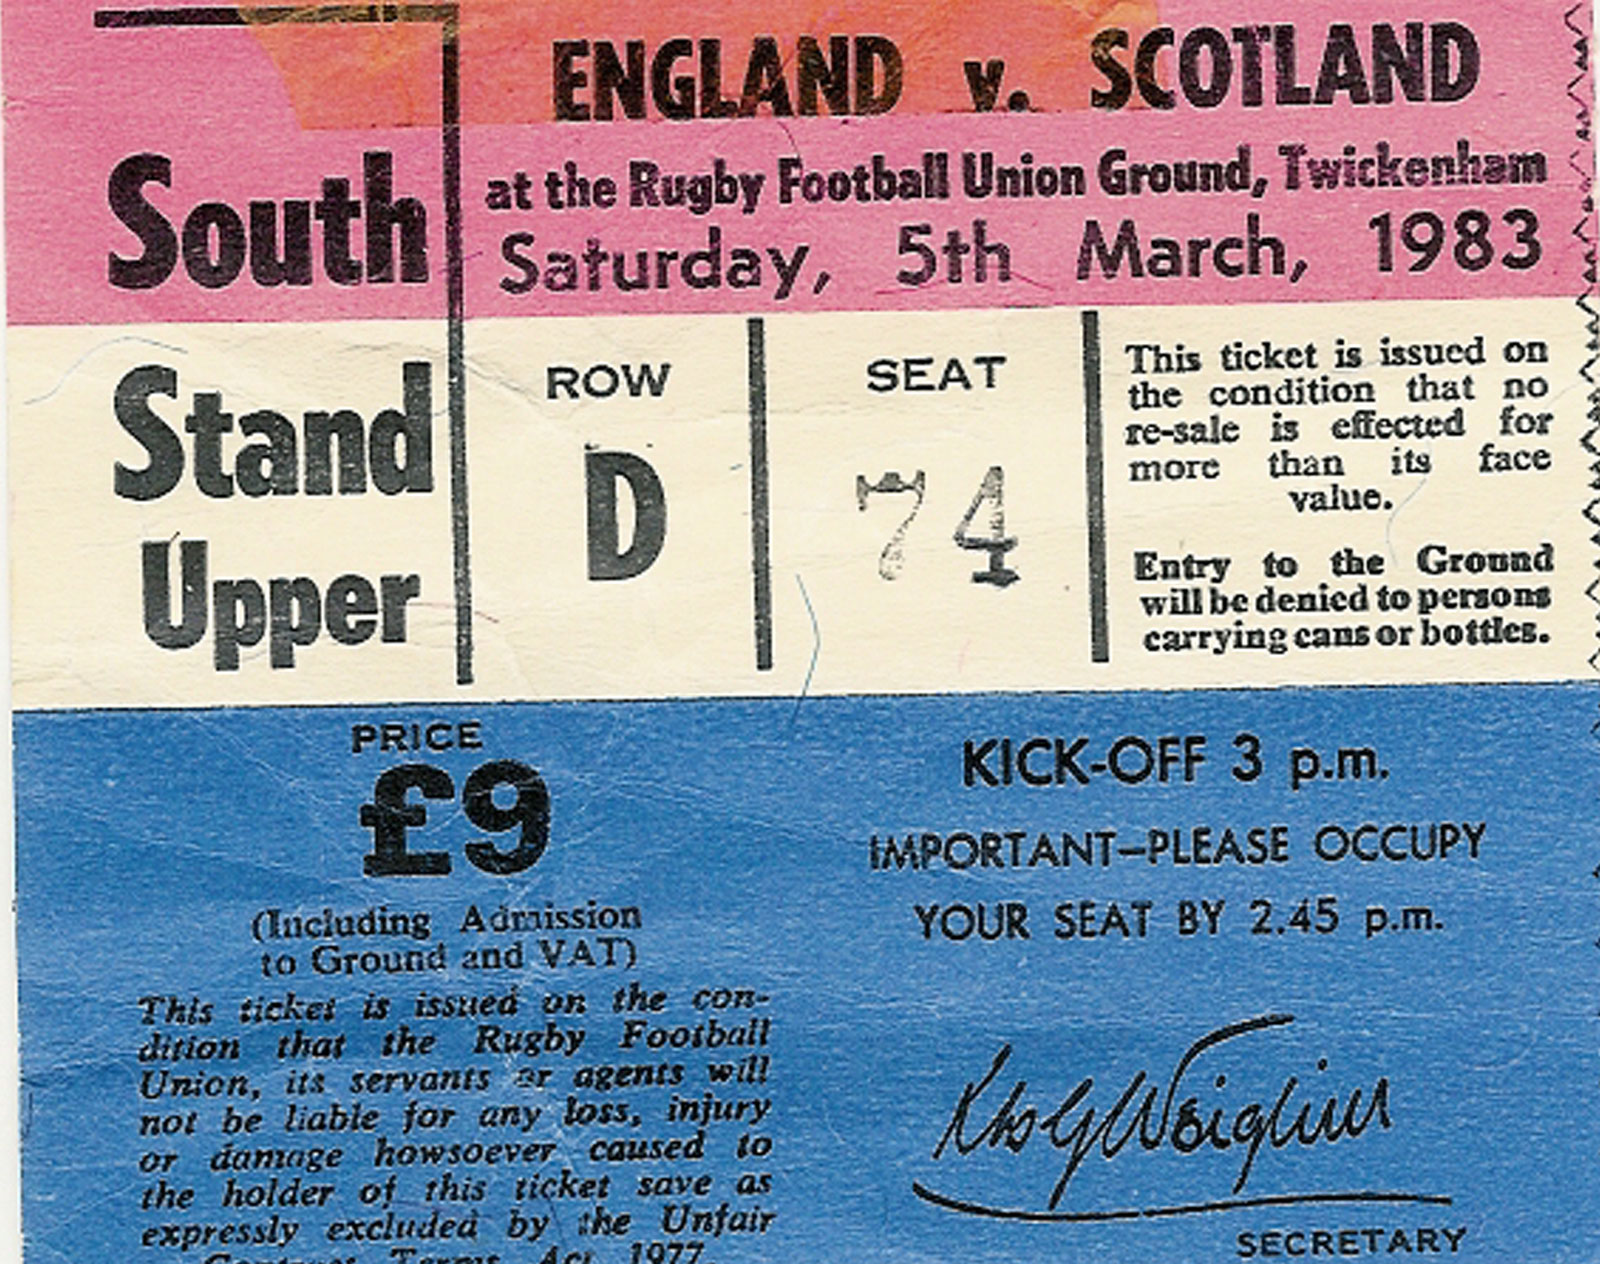 ENGLAND v. SCOTLAND
at the Rugby Football Union Ground, Twickenham
Saturday, 5th March, 1983
South
Stand
Upper
ROW
D
SEAT
74
This ticket is issued on
the condition that no
re-sale is effected for
more than its face
value.
Entry to the Ground
will be denied to persons
carrying cans or bottles.
PRICE
£9
(Including Admission
to Ground and VAT)
This ticket is issued on the con-
dition that the Rugby Football
Union, its servants or agents will
not be liable for any loss, injury
or damage howsoever caused to
the holder of this ticket save as
expressly excluded by the Unfair
Contract Terms Act 1977.
KICK-OFF 3 p.m.
IMPORTANT–PLEASE OCCUPY
YOUR SEAT BY 2.45 p.m.
SECRETARY